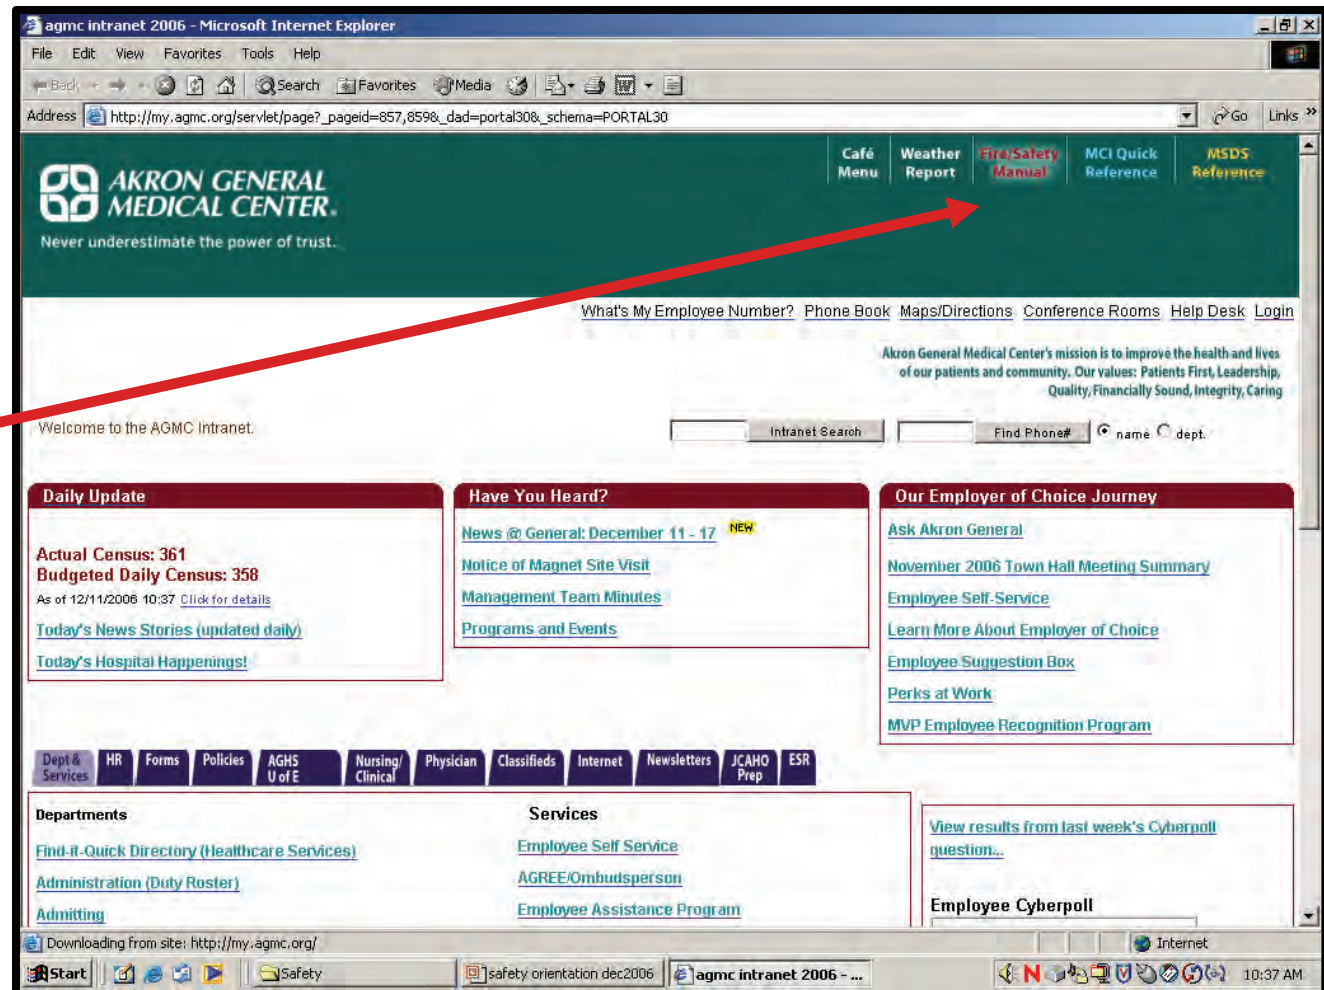 agmc intranet 2006 - Microsoft Internet Explorer
File Edit View Favorites Tools Help
Back Search Favorites Media
Address http://my.agmc.org/servlet/page?_pageid=857,859&_dad=portal30&_schema=PORTAL30 Go Links »
Café Menu
Weather Report
Fire/Safety Manual
MCI Quick Reference
MSDS Reference
AKRON GENERAL
MEDICAL CENTER.
Never underestimate the power of trust.
What's My Employee Number? Phone Book Maps/Directions Conference Rooms Help Desk Login
Akron General Medical Center's mission is to improve the health and lives
of our patients and community. Our values: Patients First, Leadership,
Quality, Financially Sound, Integrity, Caring
Welcome to the AGMC Intranet.
Intranet Search Find Phone# name dept.
Daily Update
Actual Census: 361
Budgeted Daily Census: 358
As of 12/11/2006 10:37 Click for details
Today's News Stories (updated daily)
Today's Hospital Happenings!
Have You Heard?
News @ General: December 11 - 17 NEW
Notice of Magnet Site Visit
Management Team Minutes
Programs and Events
Our Employer of Choice Journey
Ask Akron General
November 2006 Town Hall Meeting Summary
Employee Self-Service
Learn More About Employer of Choice
Employee Suggestion Box
Perks at Work
MVP Employee Recognition Program
Dept & Services
HR
Forms
Policies
AGHS U of E
Nursing/ Clinical
Physician
Classifieds
Internet
Newsletters
JCAHO Prep
ESR
Departments
Find-it-Quick Directory (Healthcare Services)
Administration (Duty Roster)
Admitting
Services
Employee Self Service
AGREE/Ombudsperson
Employee Assistance Program
View results from last week's Cyberpoll
question...
Employee Cyberpoll
Downloading from site: http://my.agmc.org/ Internet
Start Safety safety orientation dec2006 agmc intranet 2006 - ... 10:37 AM